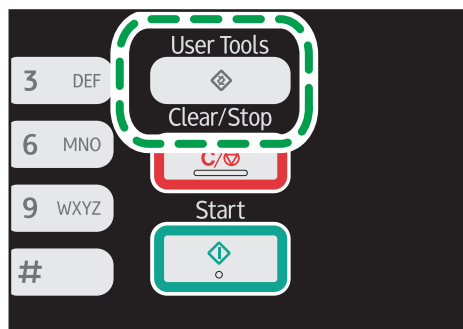 User Tools
3 DEF
Clear/Stop
6 MNO
C/
9 WXYZ
Start
#